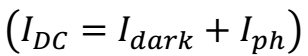 (I_DC = I_dark + I_ph)